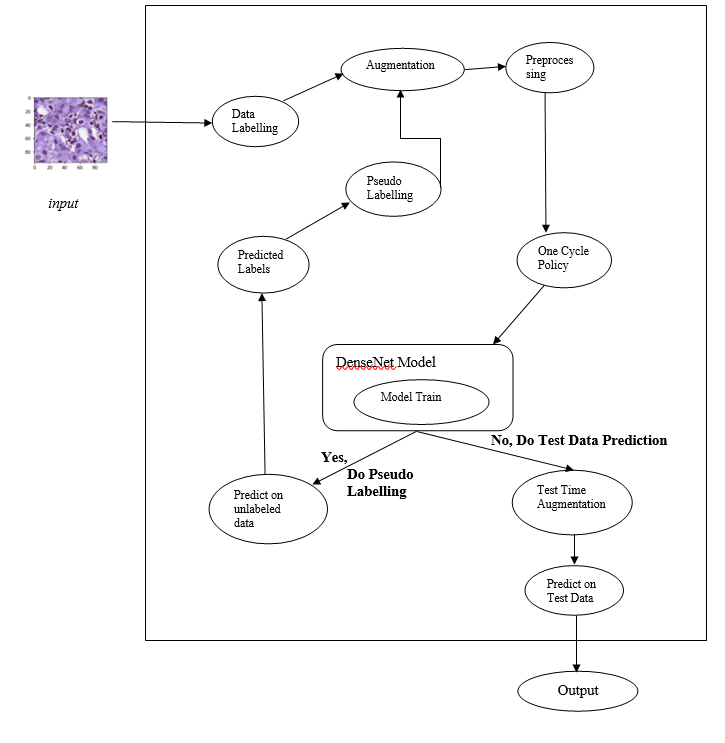 Augmentation
Preproces
sing
Data
Labelling
0
20
40
60
80
0 20 40 60 80
input
Pseudo
Labelling
Predicted
Labels
One Cycle
Policy
DenseNet Model
Model Train
Yes,
Do Pseudo
Labelling
No, Do Test Data Prediction
Predict on
unlabeled
data
Test Time
Augmentation
Predict on
Test Data
Output